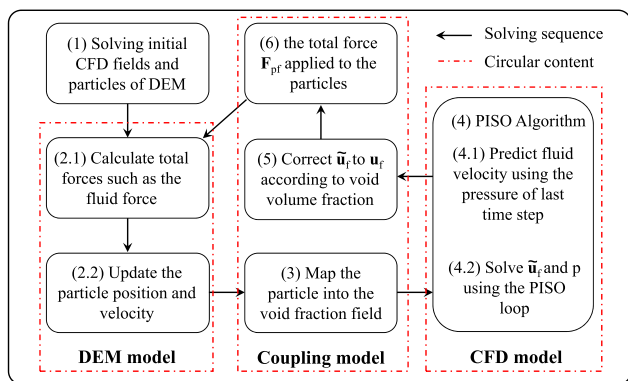 (1) Solving initial
CFD fields and
particles of DEM
(6) the total force
F_pf applied to the
particles
Solving sequence
Circular content
(2.1) Calculate total
forces such as the
fluid force
(5) Correct ũ_f to u_f
according to void
volume fraction
(4) PISO Algorithm
(4.1) Predict fluid
velocity using the
pressure of last
time step
(2.2) Update the
particle position and
velocity
(3) Map the
particle into the
void fraction field
(4.2) Solve ũ_f and p
using the PISO
loop
DEM model
Coupling model
CFD model